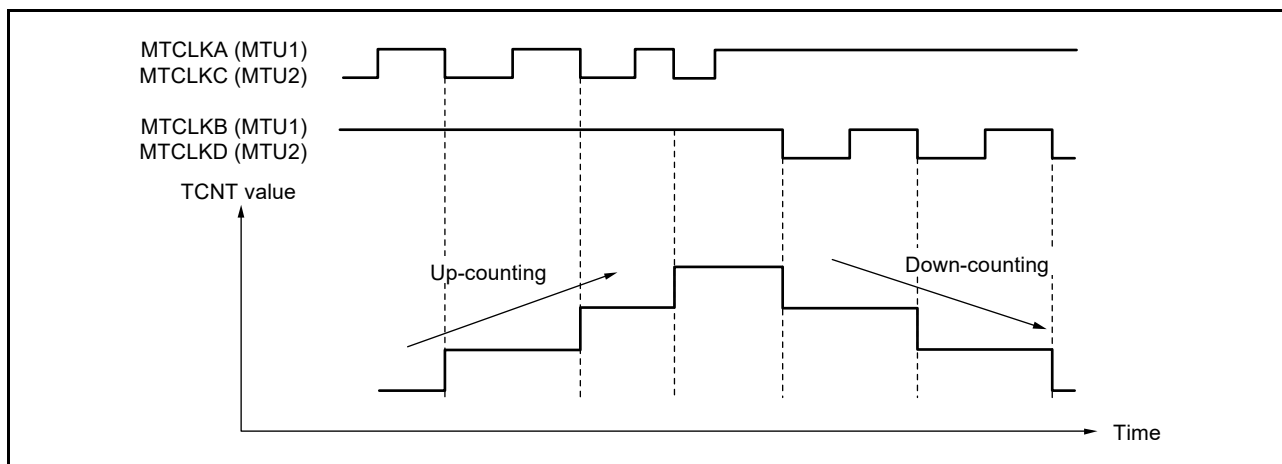 MTCLKA (MTU1)
MTCLKC (MTU2)
MTCLKB (MTU1)
MTCLKD (MTU2)
TCNT value
Up-counting
Down-counting
Time